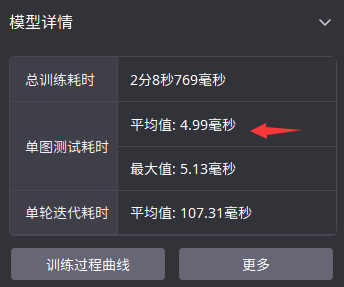 模型详情
总训练耗时
2分8秒769毫秒
单图测试耗时
平均值: 4.99毫秒
最大值: 5.13毫秒
单轮迭代耗时
平均值: 107.31毫秒
训练过程曲线
更多